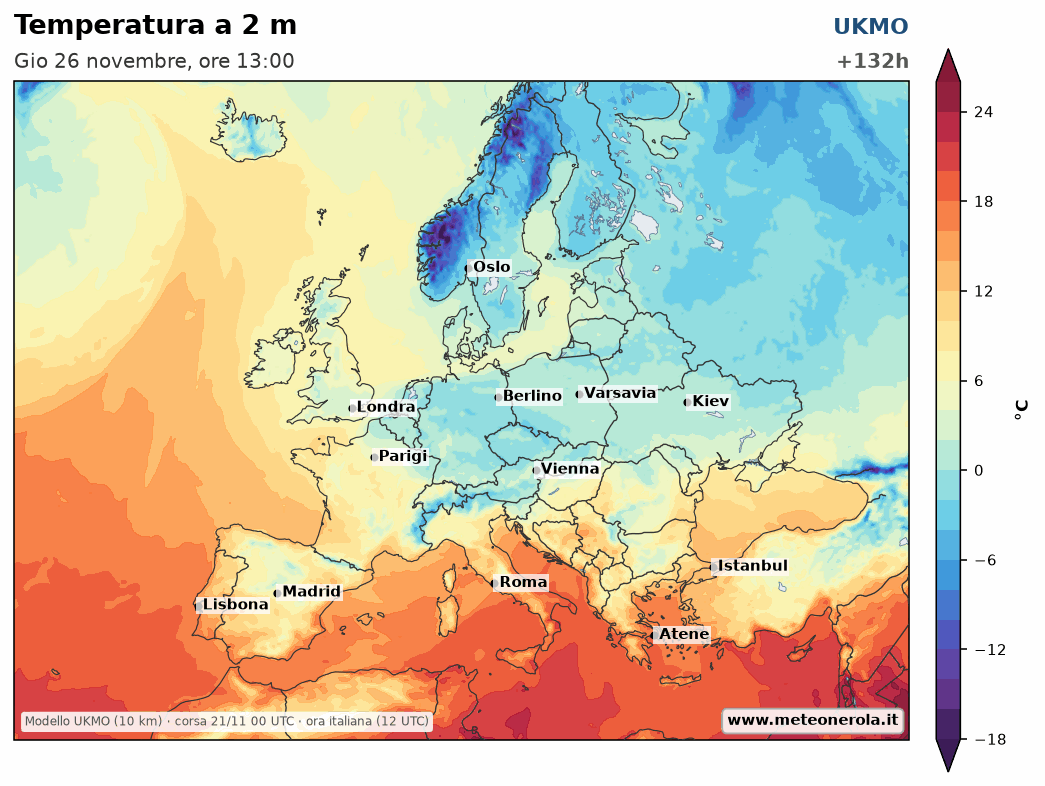 Temperatura a 2 m
UKMO
Gio 26 novembre, ore 13:00
+132h
24
18
12
6
0
−6
−12
−18
°C
Oslo
Londra
Berlino
Varsavia
Kiev
Parigi
Vienna
Istanbul
Roma
Madrid
Lisbona
Atene
Modello UKMO (10 km) · corsa 21/11 00 UTC · ora italiana (12 UTC)
www.meteonerola.it